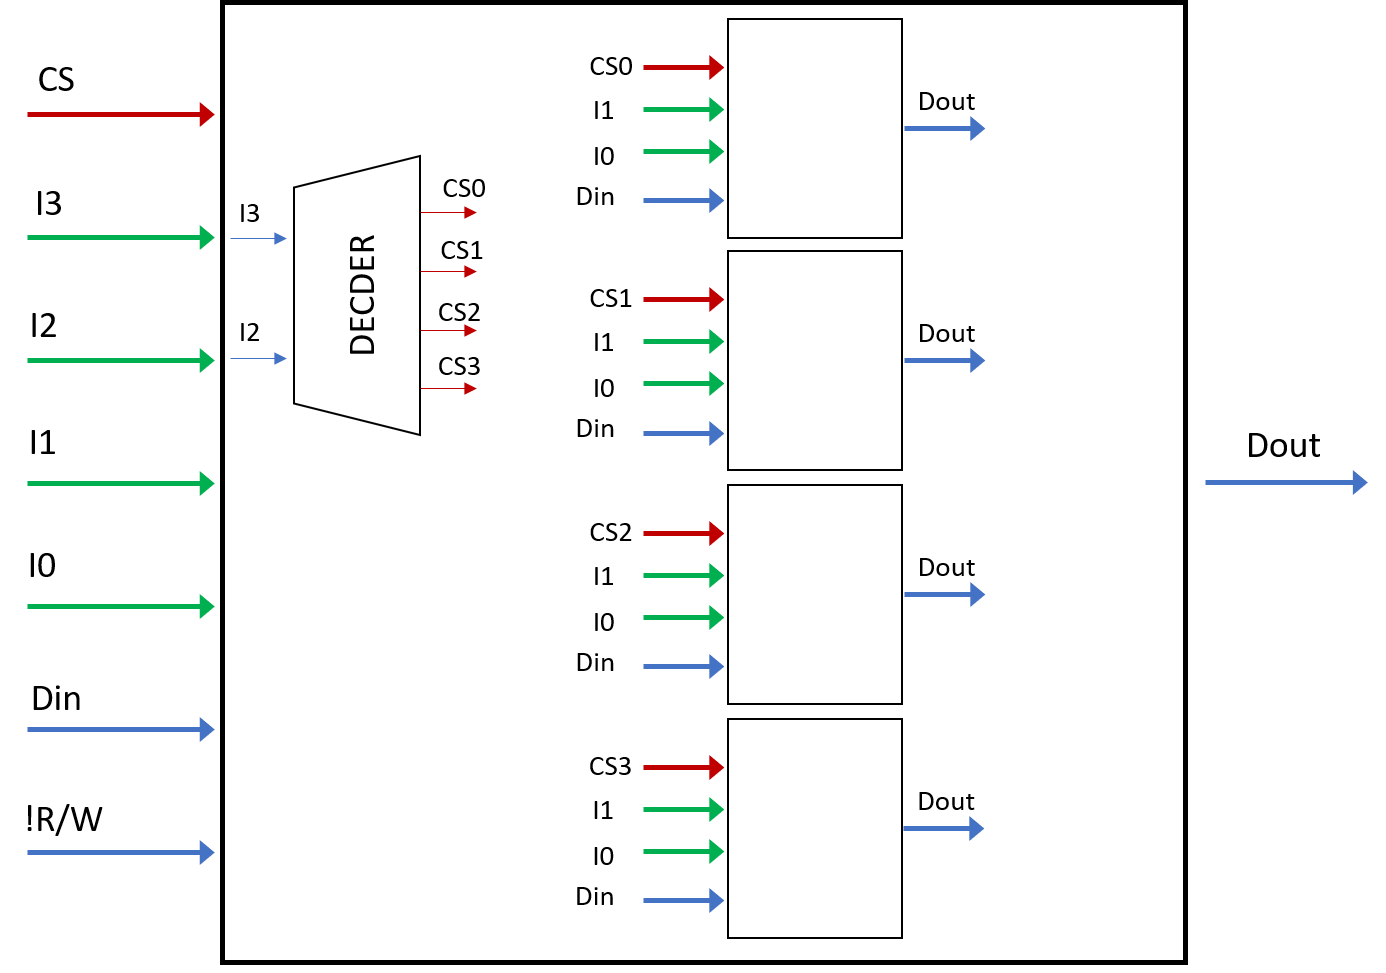 CS
I3
I2
I1
I0
Din
!R/W
I3
I2
DECDER
CS0
CS1
CS2
CS3
CS0
I1
I0
Din
Dout
CS1
I1
I0
Din
Dout
CS2
I1
I0
Din
Dout
CS3
I1
I0
Din
Dout
Dout